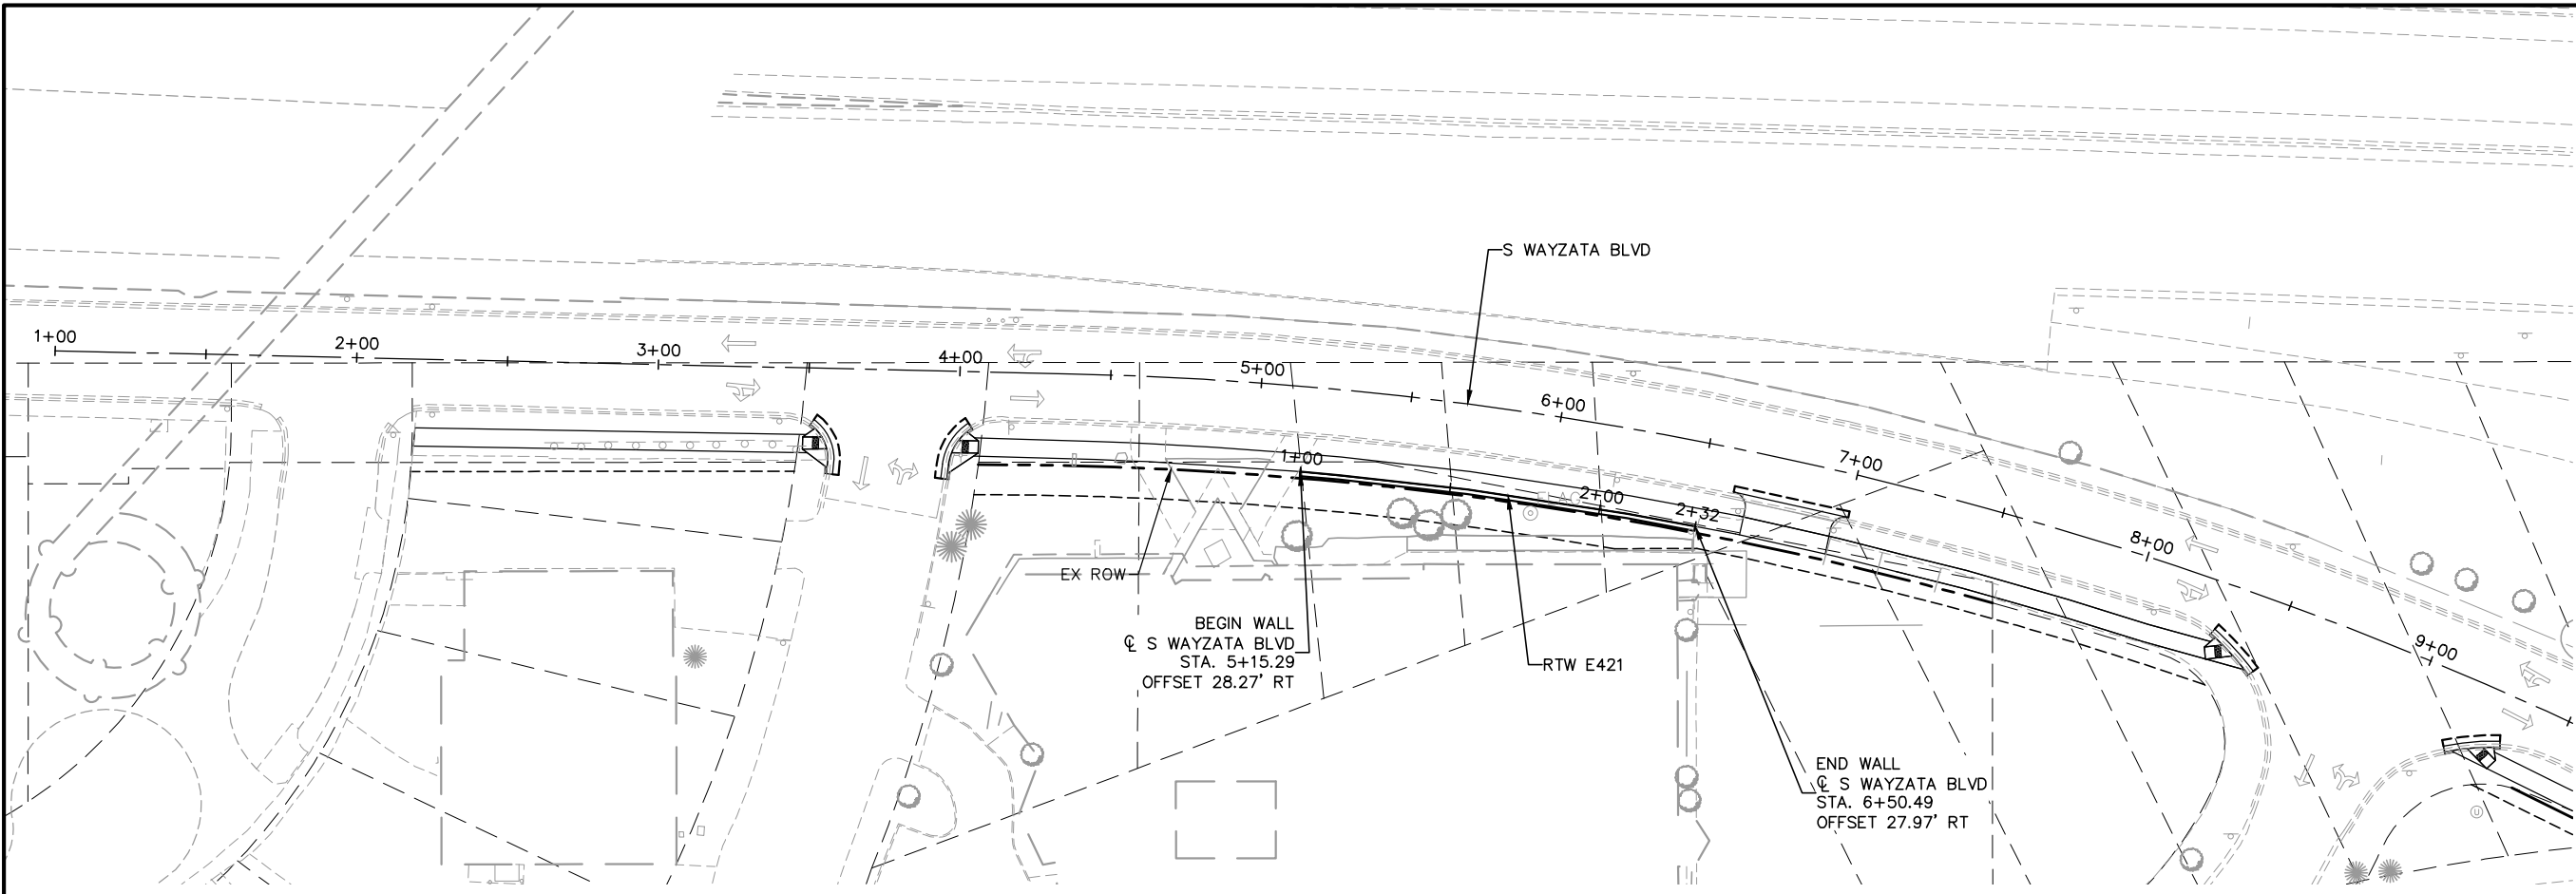 S WAYZATA BLVD
1+00
2+00
3+00
4+00
5+00
6+00
7+00
8+00
9+00
1+00
2+00
2+32
FLAG
EX ROW
BEGIN WALL
℄ S WAYZATA BLVD
STA. 5+15.29
OFFSET 28.27' RT
RTW E421
END WALL
℄ S WAYZATA BLVD
STA. 6+50.49
OFFSET 27.97' RT
U